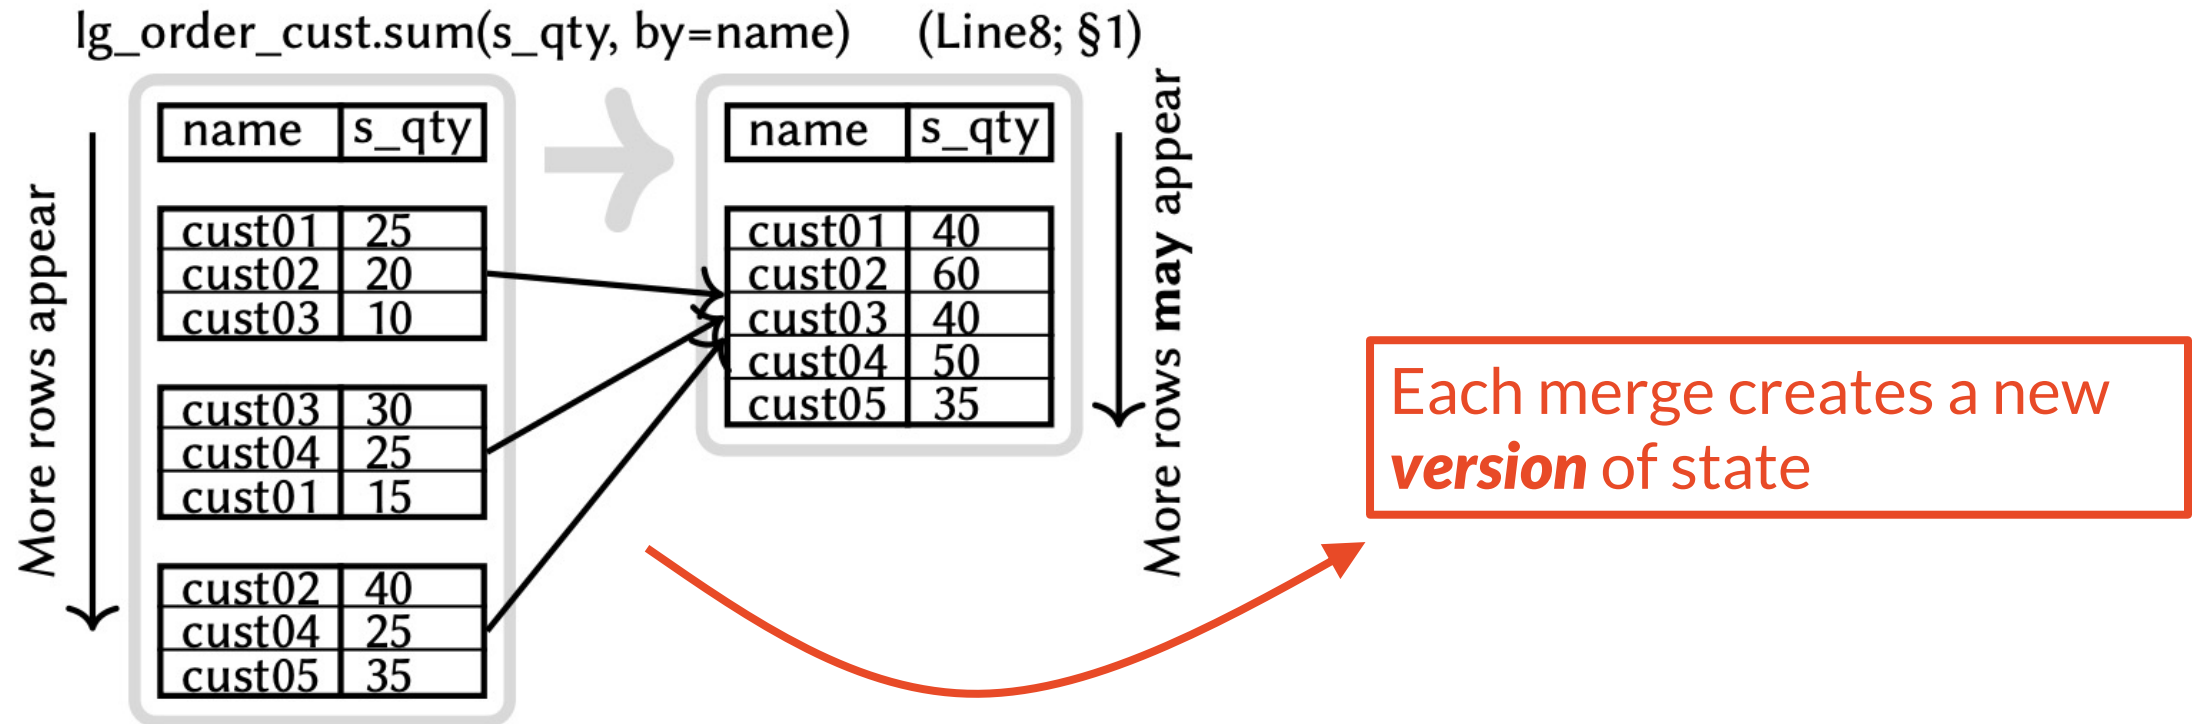 lg_order_cust.sum(s_qty, by=name) (Line8; §1)
More rows appear
name s_qty
cust01 25
cust02 20
cust03 10
cust03 30
cust04 25
cust01 15
cust02 40
cust04 25
cust05 35
name s_qty
cust01 40
cust02 60
cust03 40
cust04 50
cust05 35
More rows may appear
Each merge creates a new
version of state